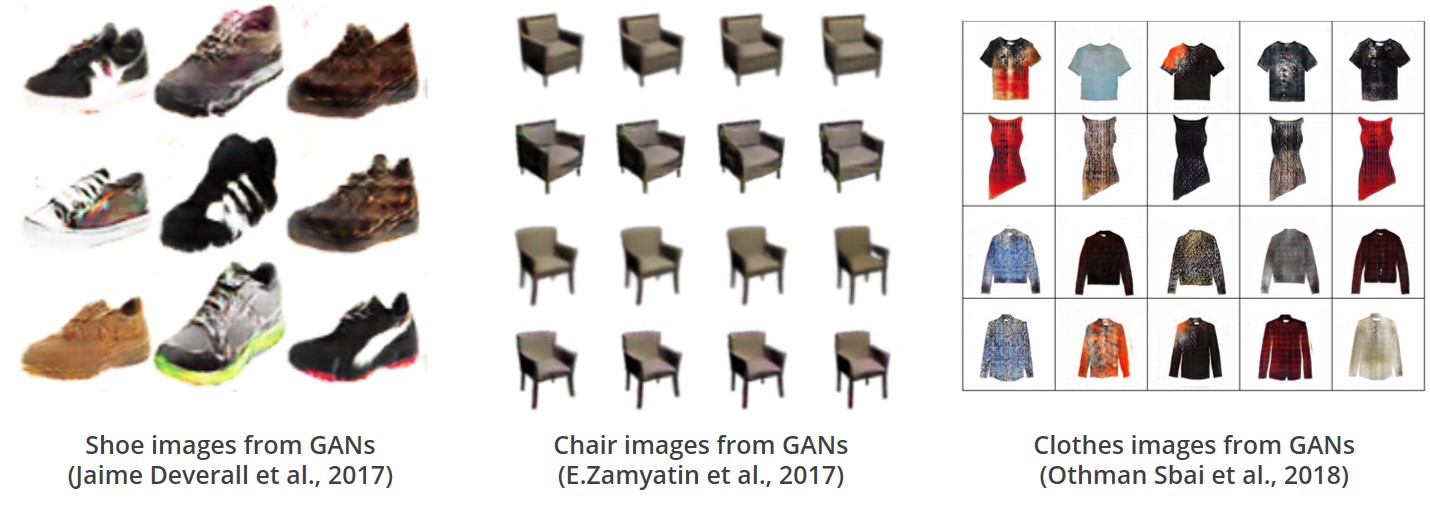 Shoe images from GANs
(Jaime Deverall et al., 2017)
Chair images from GANs
(E.Zamyatin et al., 2017)
Clothes images from GANs
(Othman Sbai et al., 2018)